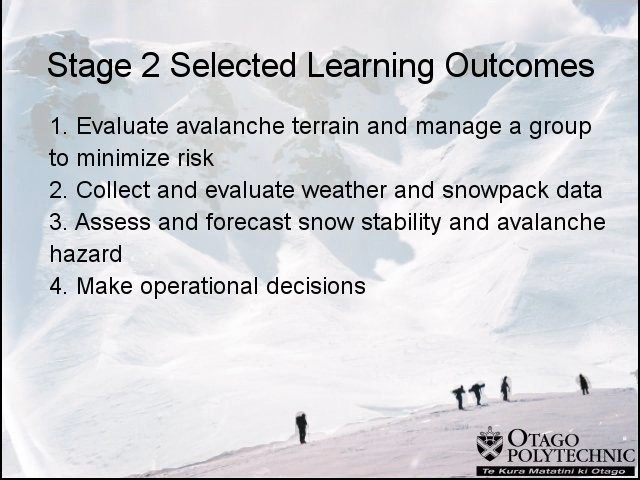 Stage 2 Selected Learning Outcomes
1. Evaluate avalanche terrain and manage a group
to minimize risk
2. Collect and evaluate weather and snowpack data
3. Assess and forecast snow stability and avalanche
hazard
4. Make operational decisions
OTAGO
POLYTECHNIC
Te Kura Matatini ki Otago